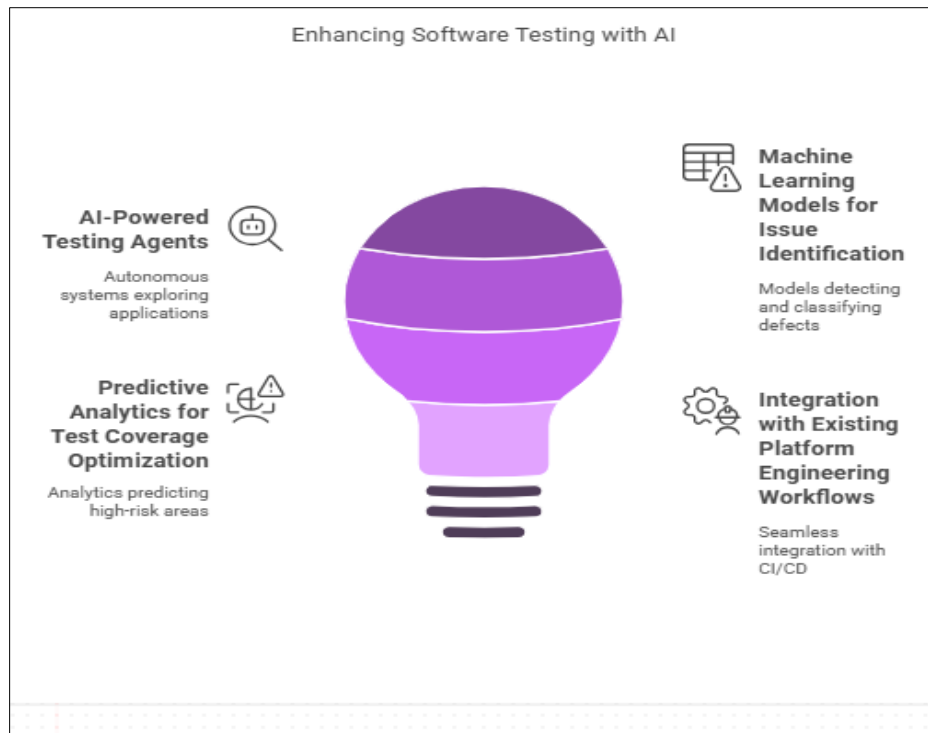 Enhancing Software Testing with AI
AI-Powered
Testing Agents
Autonomous
systems exploring
applications
Predictive
Analytics for
Test Coverage
Optimization
Analytics predicting
high-risk areas
Machine
Learning
Models for
Issue
Identification
Models detecting
and classifying
defects
Integration
with Existing
Platform
Engineering
Workflows
Seamless
integration with
CI/CD